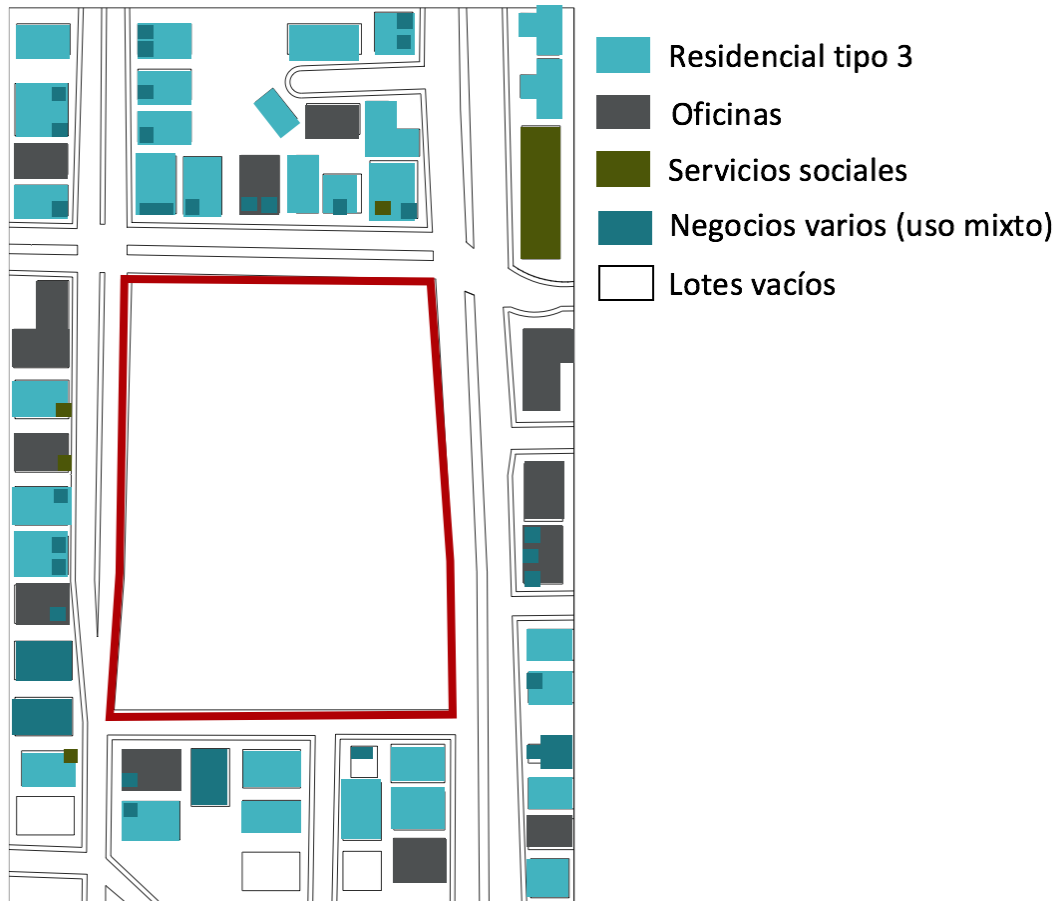 Residencial tipo 3
Oficinas
Servicios sociales
Negocios varios (uso mixto)
Lotes vacíos